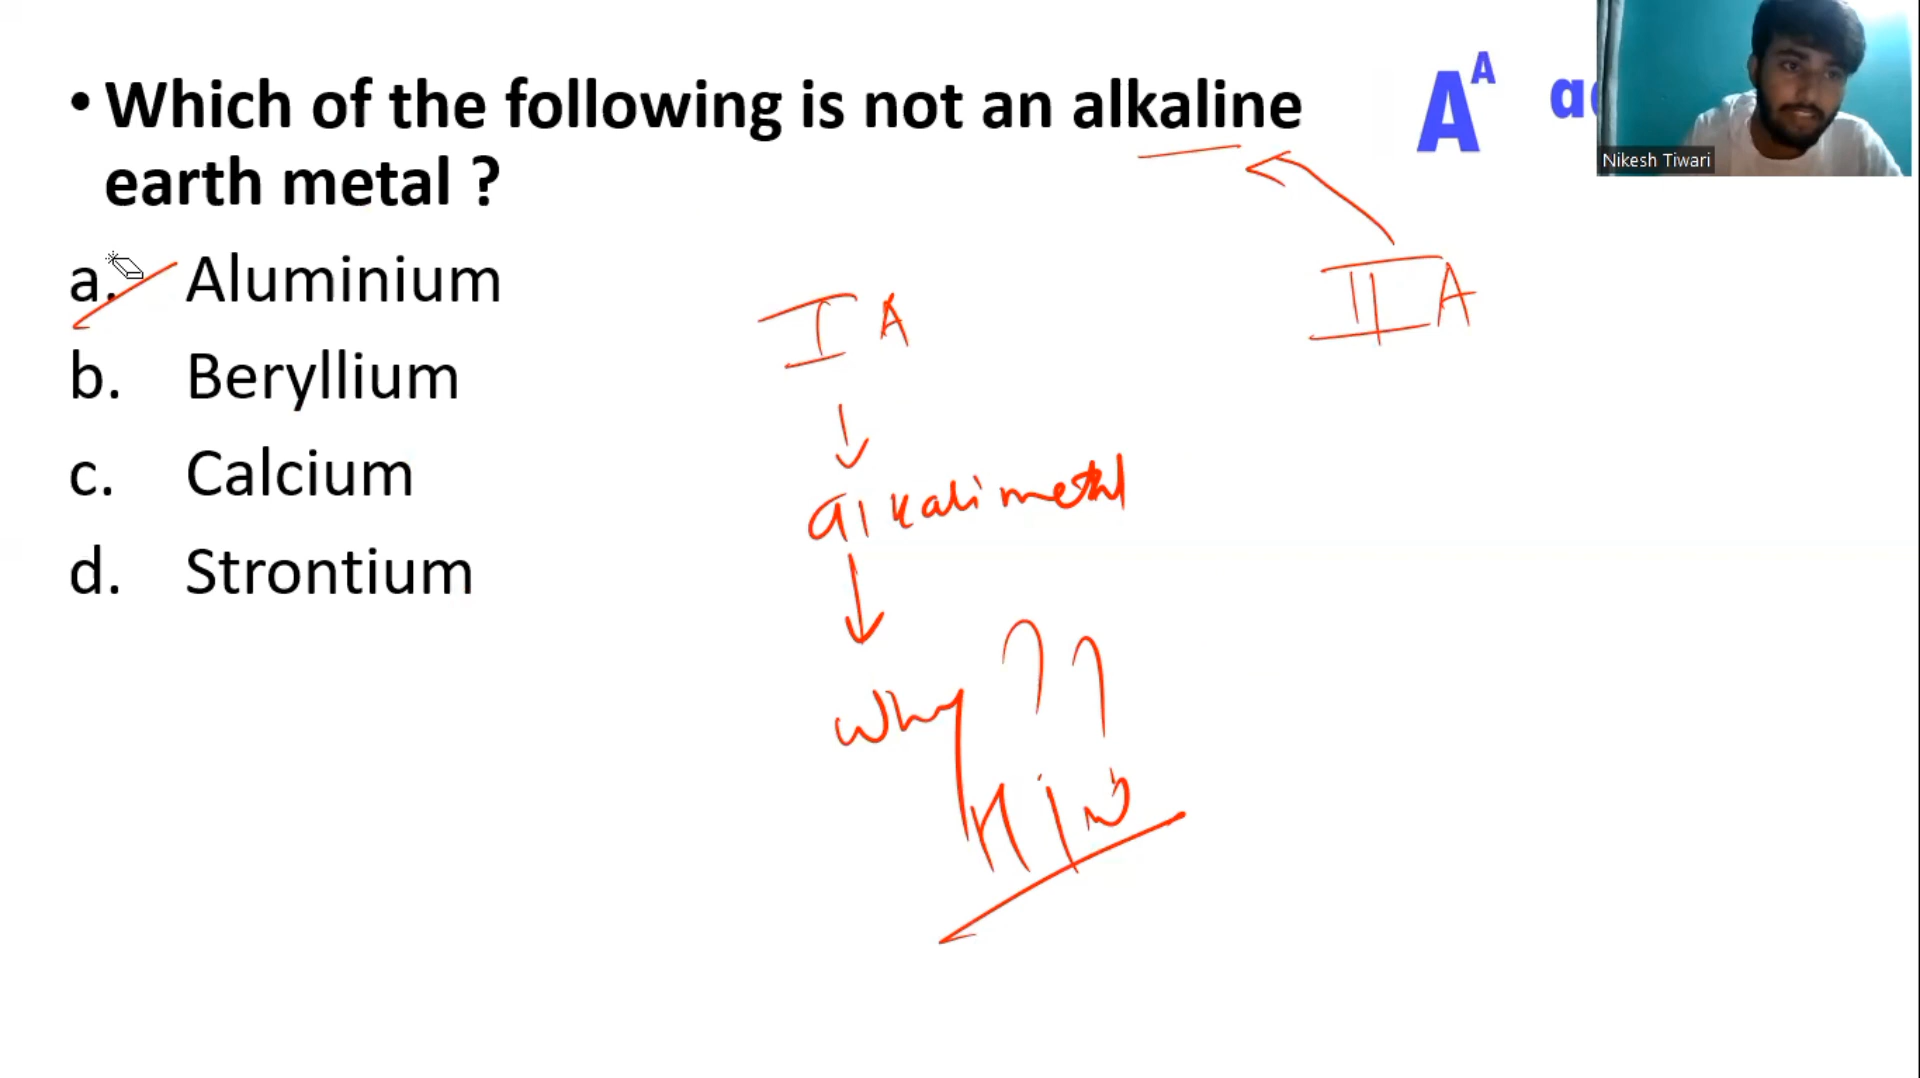 • Which of the following is not an alkaline
earth metal ?
A^A
Nikesh Tiwari
a. Aluminium
b. Beryllium
c. Calcium
d. Strontium
I A
II A
alkali metal
Why ??